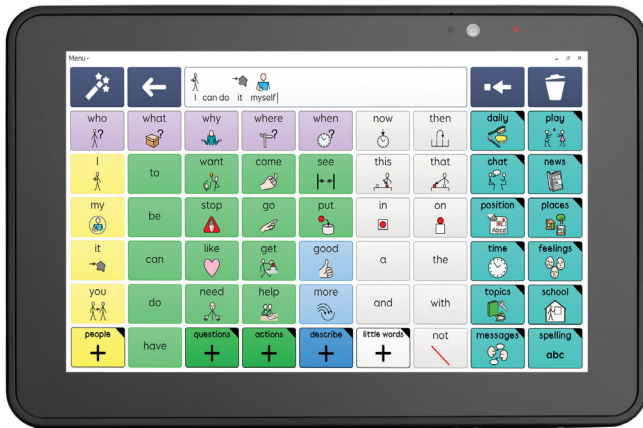 Menu
I can do it myself
who what why where when now then daily play
I to want come see this that chat news
my be stop go put in on position places
Abcd
it can like get good a the time feelings
you do need help more and with topics school
people have questions actions describe little words not messages spelling
abc